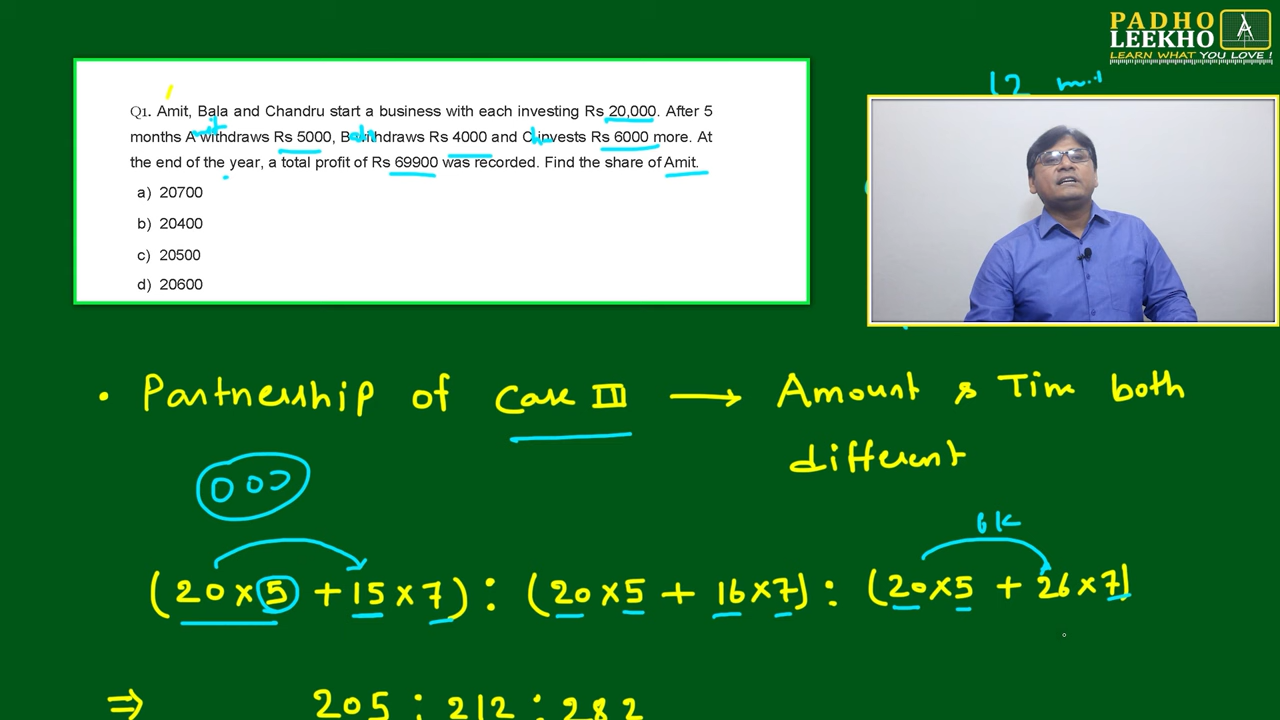 PADHO
LEEKHO
LEARN WHAT YOU LOVE !
12
Q1. Amit, Bala and Chandru start a business with each investing Rs 20,000. After 5
months A withdraws Rs 5000, B withdraws Rs 4000 and C invests Rs 6000 more. At
the end of the year, a total profit of Rs 69900 was recorded. Find the share of Amit.
a) 20700
b) 20400
c) 20500
d) 20600
• Partnership of Case III → Amount & Tim both
different
000
6K
(20×5 + 15×7) : (20×5 + 16×7) : (20×5 + 26×7)
⇒ 205 : 212 : 282